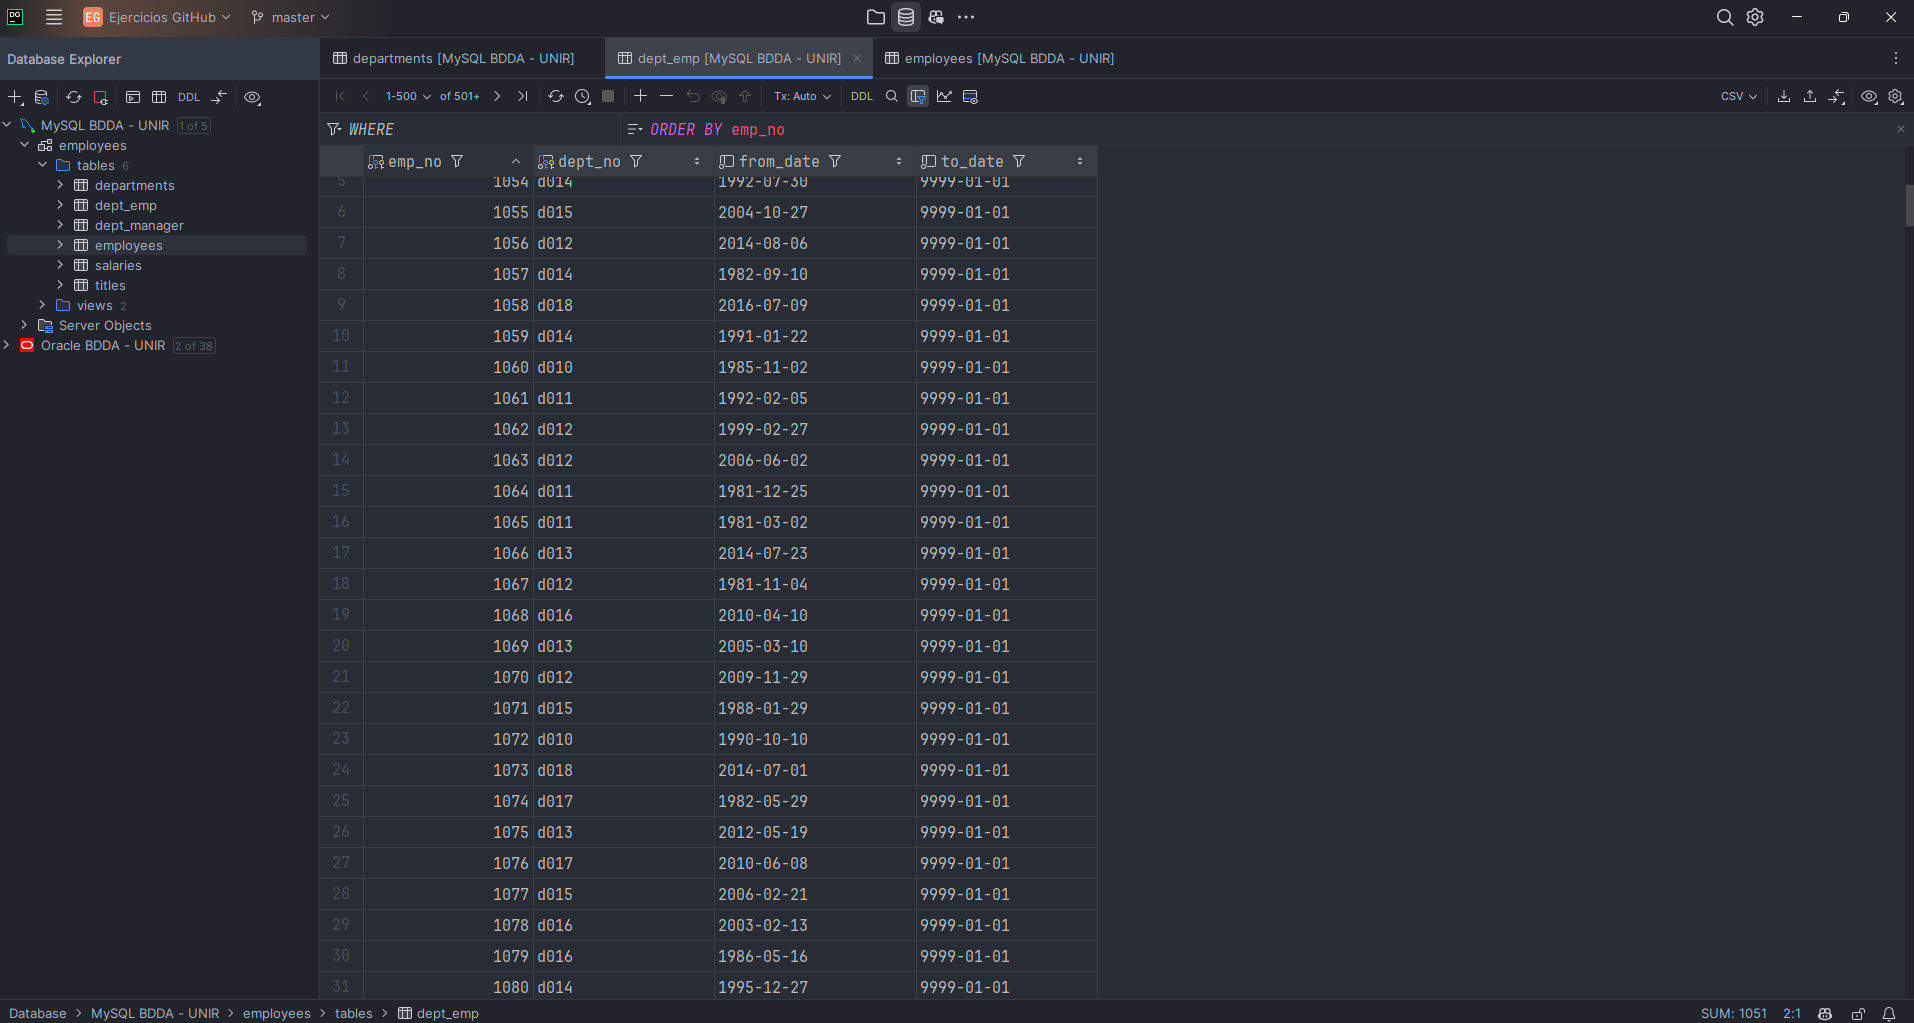 DG EG Ejercicios GitHub master
Database Explorer
departments [MySQL BDDA - UNIR] dept_emp [MySQL BDDA - UNIR] employees [MySQL BDDA - UNIR]
DDL 1-500 of 501+ Tx: Auto DDL CSV
WHERE ORDER BY emp_no
MySQL BDDA - UNIR 1 of 5
employees
tables 6
departments
dept_emp
dept_manager
employees
salaries
titles
views 2
Server Objects
Oracle BDDA - UNIR 2 of 38
emp_no dept_no from_date to_date
5 1054 d014 1992-07-30 9999-01-01
6 1055 d015 2004-10-27 9999-01-01
7 1056 d012 2014-08-06 9999-01-01
8 1057 d014 1982-09-10 9999-01-01
9 1058 d018 2016-07-09 9999-01-01
10 1059 d014 1991-01-22 9999-01-01
11 1060 d010 1985-11-02 9999-01-01
12 1061 d011 1992-02-05 9999-01-01
13 1062 d012 1999-02-27 9999-01-01
14 1063 d012 2006-06-02 9999-01-01
15 1064 d011 1981-12-25 9999-01-01
16 1065 d011 1981-03-02 9999-01-01
17 1066 d013 2014-07-23 9999-01-01
18 1067 d012 1981-11-04 9999-01-01
19 1068 d016 2010-04-10 9999-01-01
20 1069 d013 2005-03-10 9999-01-01
21 1070 d012 2009-11-29 9999-01-01
22 1071 d015 1988-01-29 9999-01-01
23 1072 d010 1990-10-10 9999-01-01
24 1073 d018 2014-07-01 9999-01-01
25 1074 d017 1982-05-29 9999-01-01
26 1075 d013 2012-05-19 9999-01-01
27 1076 d017 2010-06-08 9999-01-01
28 1077 d015 2006-02-21 9999-01-01
29 1078 d016 2003-02-13 9999-01-01
30 1079 d016 1986-05-16 9999-01-01
31 1080 d014 1995-12-27 9999-01-01
Database > MySQL BDDA - UNIR > employees > tables > dept_emp SUM: 1051 2:1